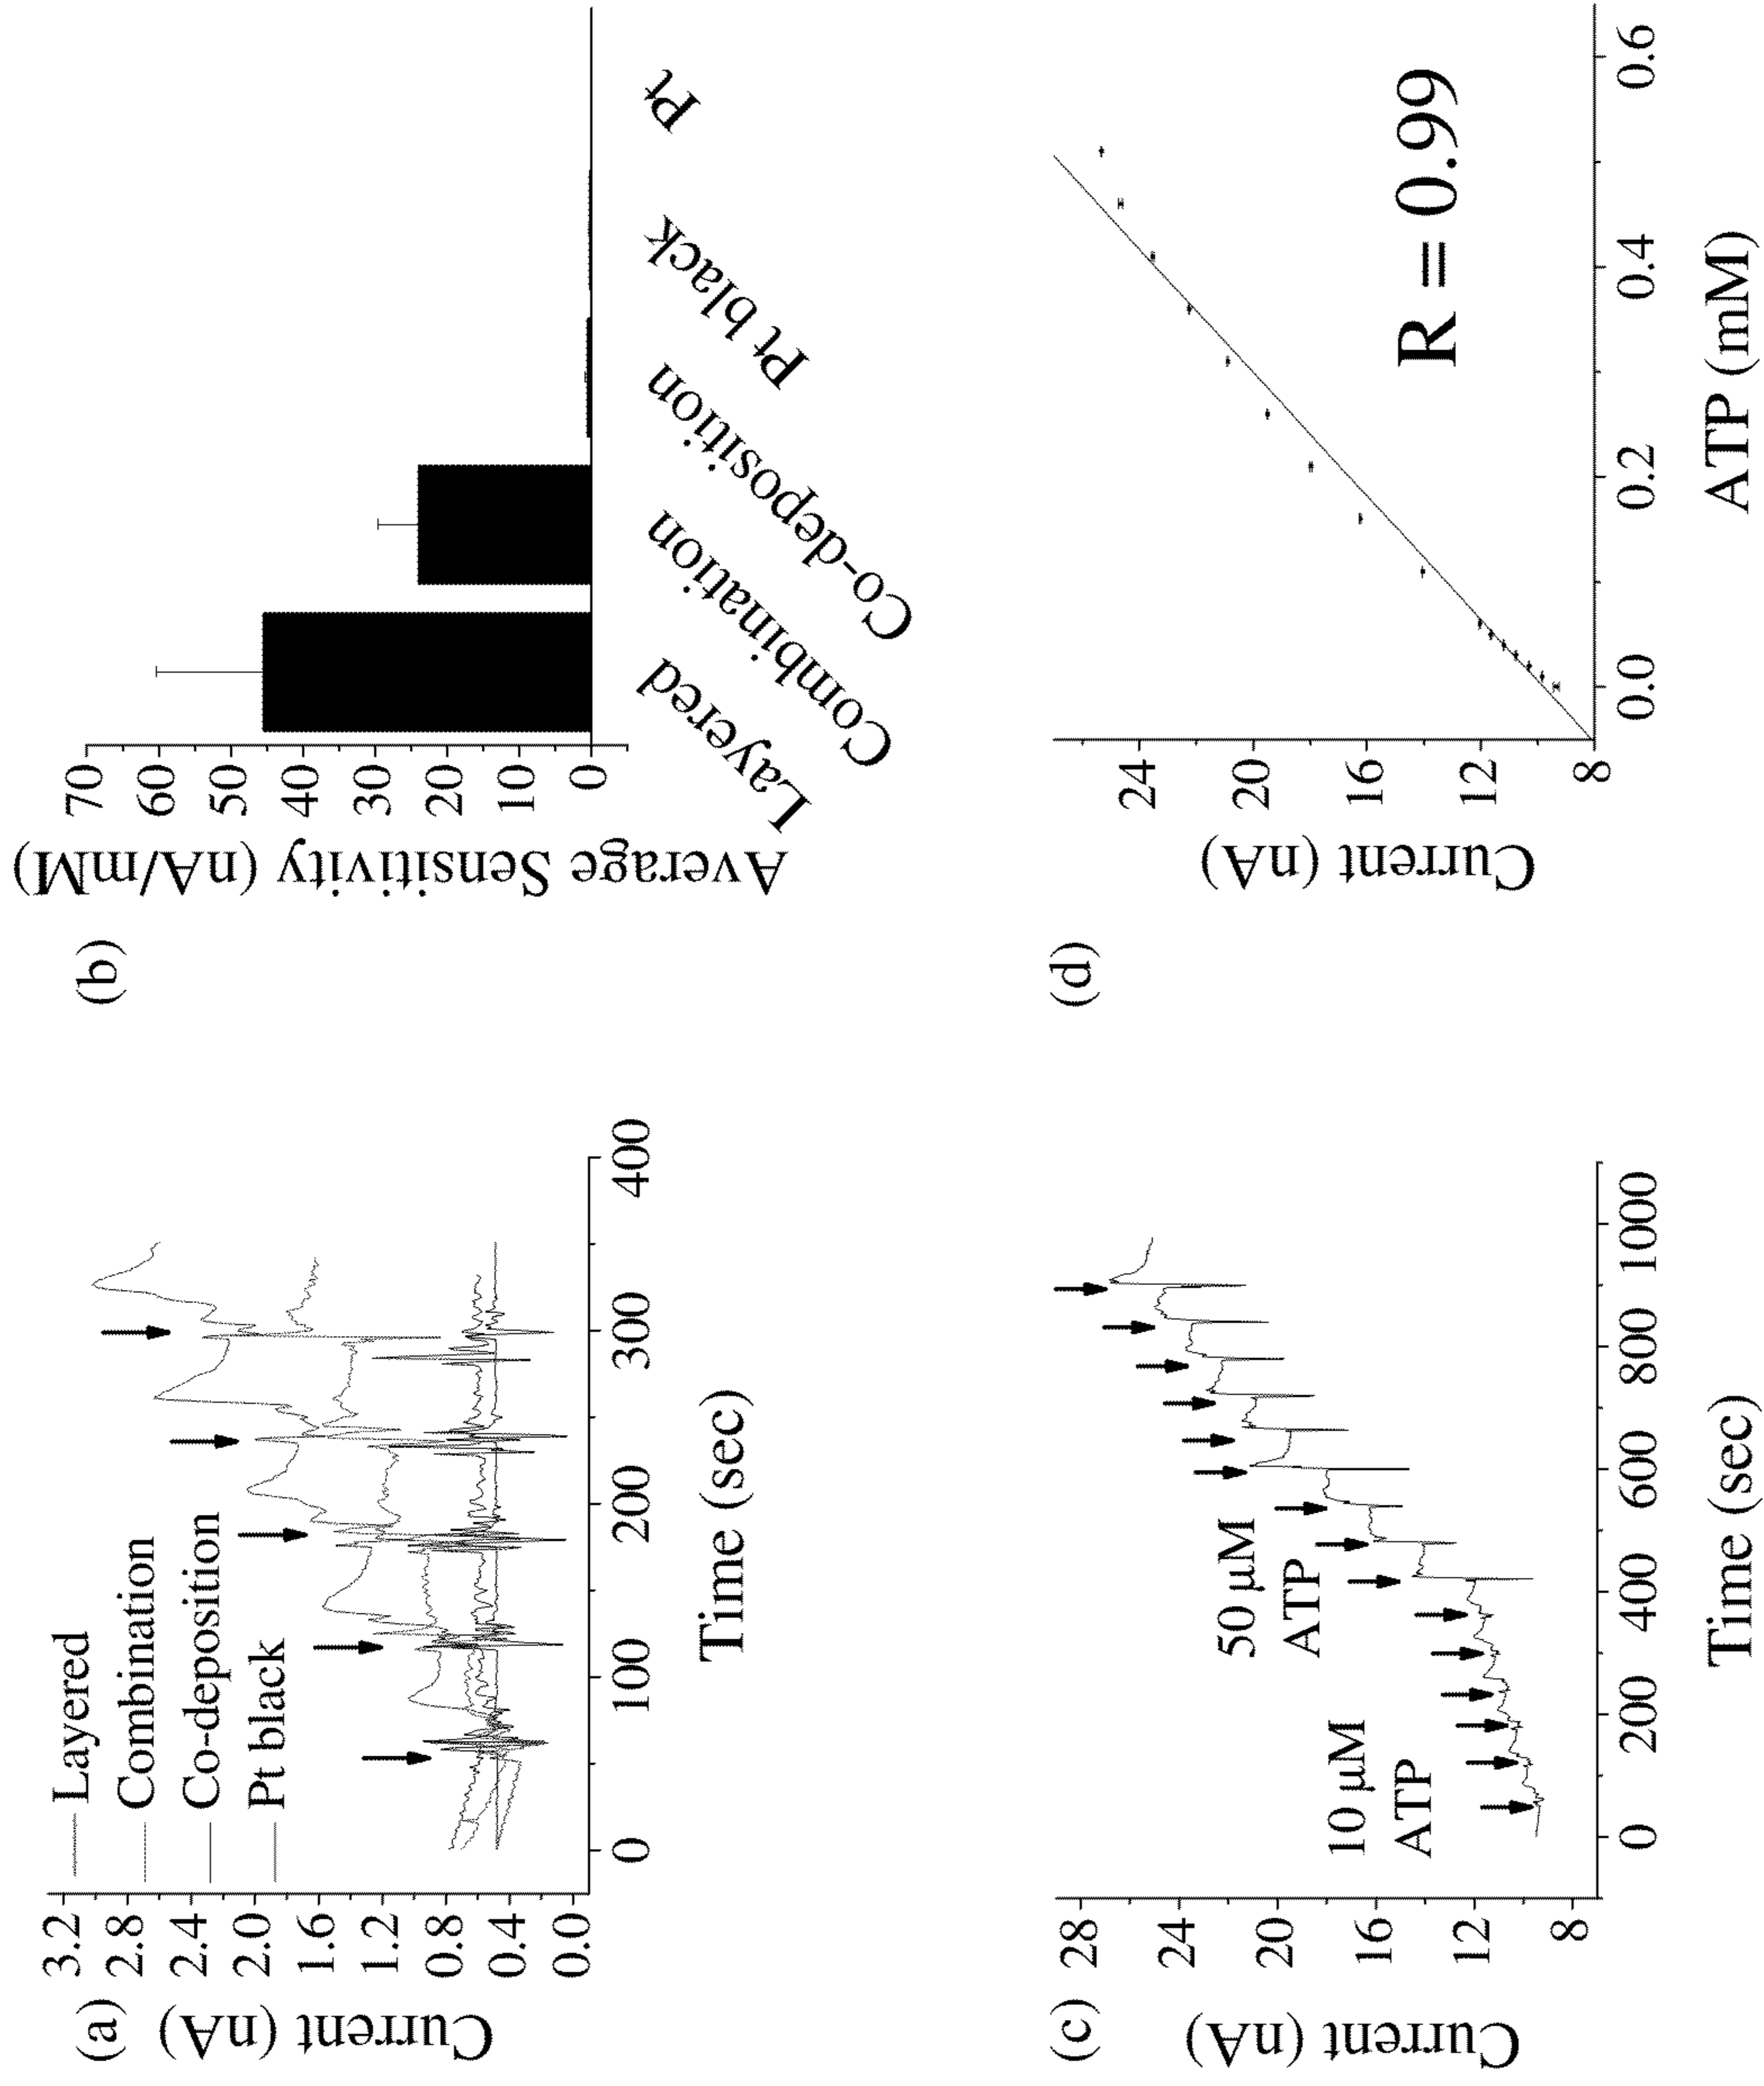 (a)
Current (nA)
3.2
2.8
2.4
2.0
1.6
1.2
0.8
0.4
0.0
Layered
Combination
Co-deposition
Pt black
0 100 200 300 400
Time (sec)
(b)
Average Sensitivity (nA/mM)
70
60
50
40
30
20
10
0
Layered
Combination
Co-deposition
Pt black
Pt
(c)
Current (nA)
28
24
20
16
12
8
10 µM
ATP
50 µM
ATP
0 200 400 600 800 1000
Time (sec)
(d)
Current (nA)
24
20
16
12
8
R = 0.99
0.0 0.2 0.4 0.6
ATP (mM)